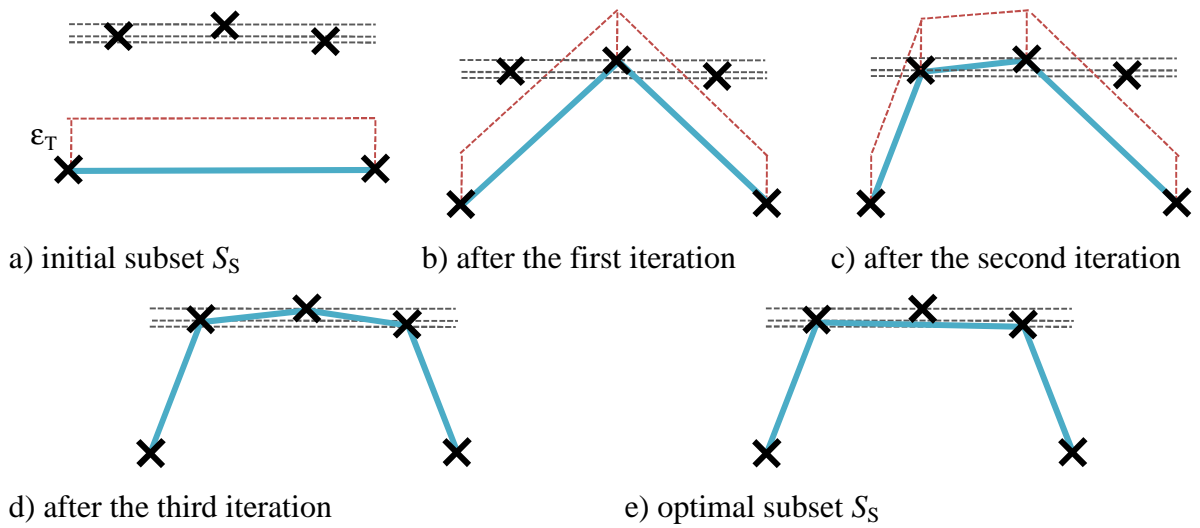 ε_T
a) initial subset S_S
b) after the first iteration
c) after the second iteration
d) after the third iteration
e) optimal subset S_S